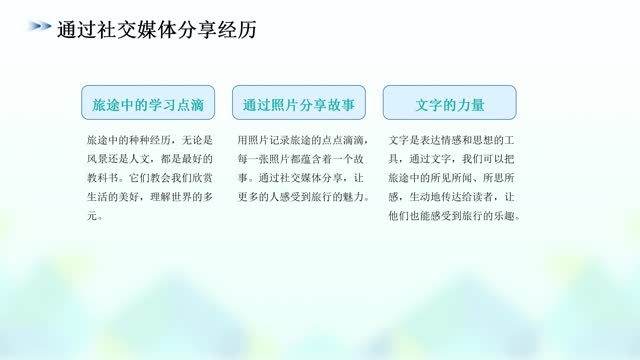 通过社交媒体分享经历
旅途中的学习点滴
旅途中的种种经历，无论是
风景还是人文，都是最好的
教科书。它们教会我们欣赏
生活的美好，理解世界的多
元。
通过照片分享故事
用照片记录旅途的点点滴滴，
每一张照片都蕴含着一个故
事。通过社交媒体分享，让
更多的人感受到旅行的魅力。
文字的力量
文字是表达情感和思想的工
具，通过文字，我们可以把
旅途中的所见所闻、所思所
感，生动地传达给读者，让
他们也能感受到旅行的乐趣。